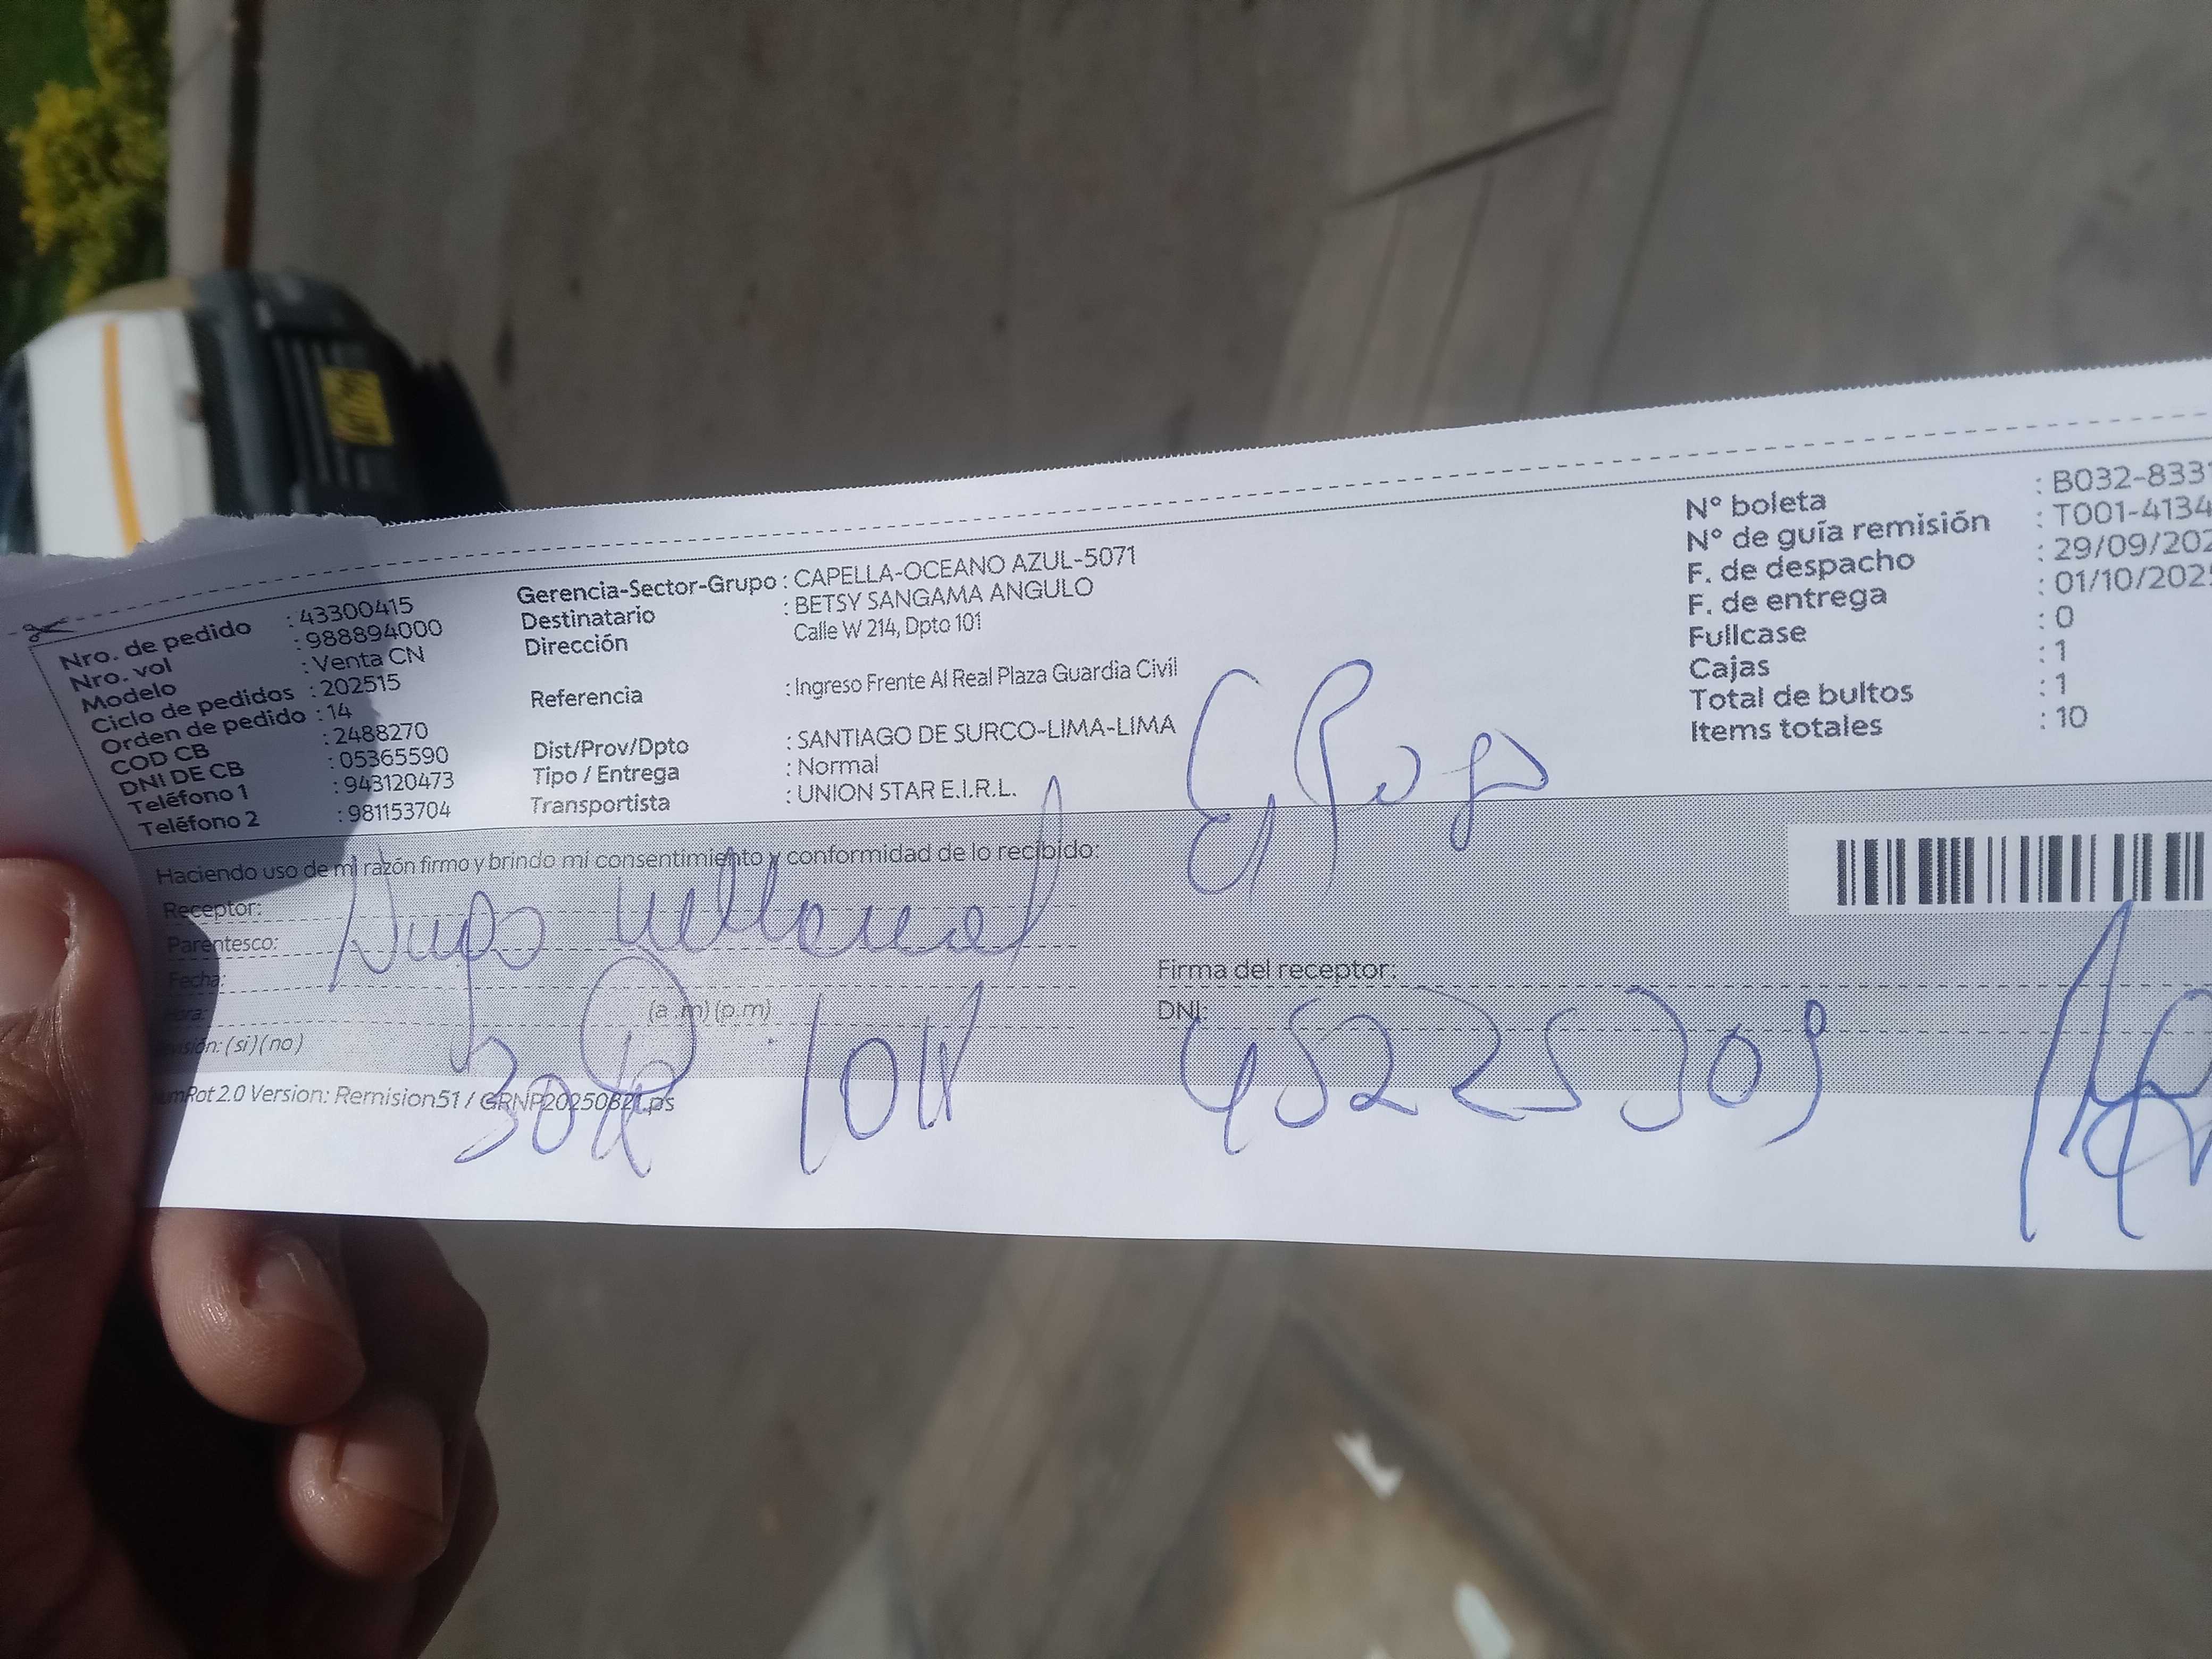 Nro. de pedido : 43300415
Nro. vol : 988894000
Modelo : Venta CN
Ciclo de pedidos : 202515
Orden de pedido : 14
COD CB : 2488270
DNI DE CB : 05365590
Teléfono 1 : 943120473
Teléfono 2 : 981153704
Gerencia-Sector-Grupo : CAPELLA-OCEANO AZUL-5071
Destinatario : BETSY SANGAMA ANGULO
Dirección Calle W 214, Dpto 101
Referencia : Ingreso Frente Al Real Plaza Guardia Civil
Dist/Prov/Dpto : SANTIAGO DE SURCO-LIMA-LIMA
Tipo / Entrega : Normal
Transportista : UNION STAR E.I.R.L.
N° boleta : B032-833
N° de guía remisión : T001-4134
F. de despacho : 29/09/202
F. de entrega : 01/10/202
Fullcase : 0
Cajas : 1
Total de bultos : 1
Items totales : 10
Haciendo uso de mi razón firmo y brindo mi consentimiento y conformidad de lo recibido:
Receptor: Hugo
Parentesco:
Fecha:
Hora: (a.m) (p.m)
(si) (no)
Firma del receptor:
DNI:
2.0 Version: Remision51 /